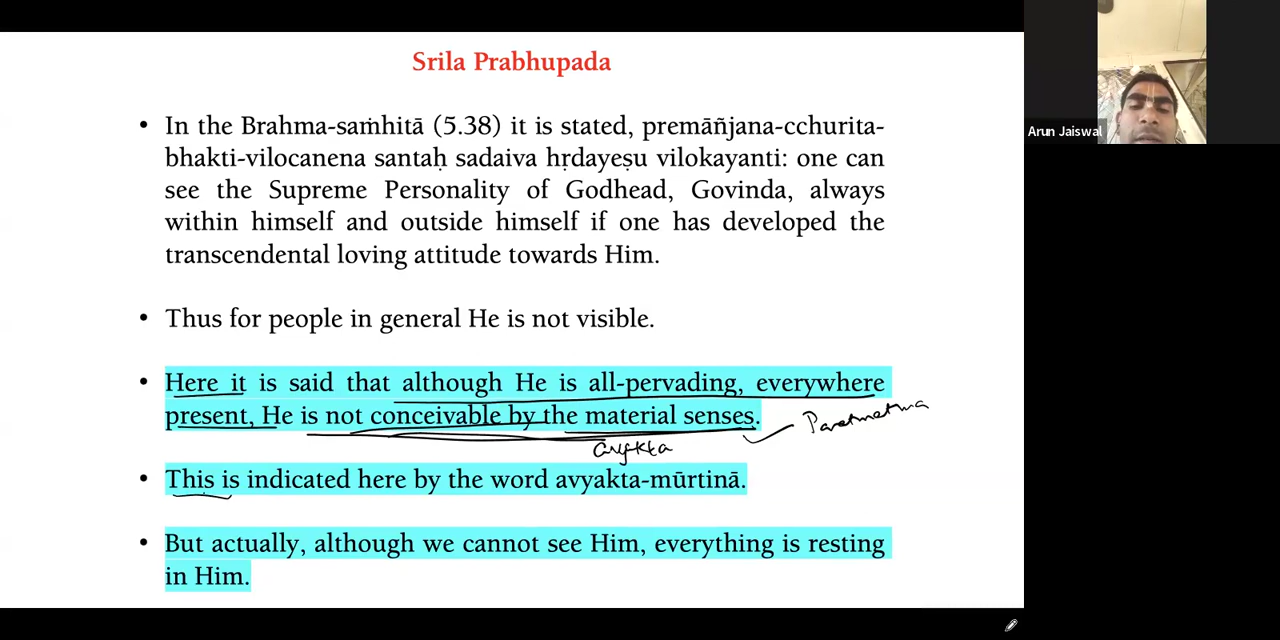 Srila Prabhupada
• In the Brahma-saṁhitā (5.38) it is stated, premāñjana-cchurita-
bhakti-vilocanena santaḥ sadaiva hṛdayeṣu vilokayanti: one can
see the Supreme Personality of Godhead, Govinda, always
within himself and outside himself if one has developed the
transcendental loving attitude towards Him.
• Thus for people in general He is not visible.
• Here it is said that although He is all-pervading, everywhere
present, He is not conceivable by the material senses.
Paramatma
avyakta
• This is indicated here by the word avyakta-mūrtinā.
• But actually, although we cannot see Him, everything is resting
in Him.
Arun Jaiswal